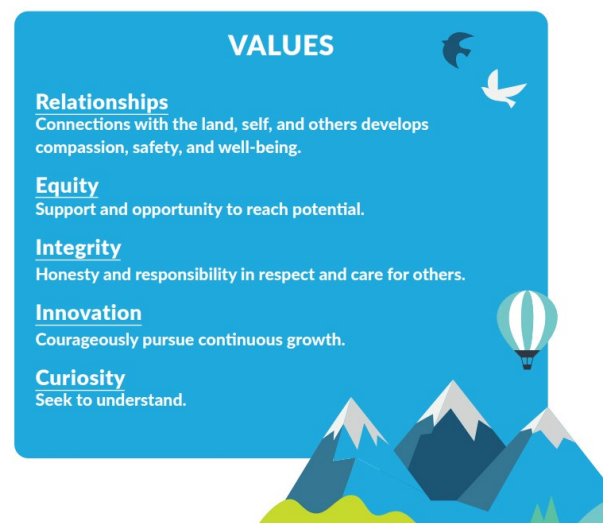 VALUES
Relationships
Connections with the land, self, and others develops
compassion, safety, and well-being.
Equity
Support and opportunity to reach potential.
Integrity
Honesty and responsibility in respect and care for others.
Innovation
Courageously pursue continuous growth.
Curiosity
Seek to understand.